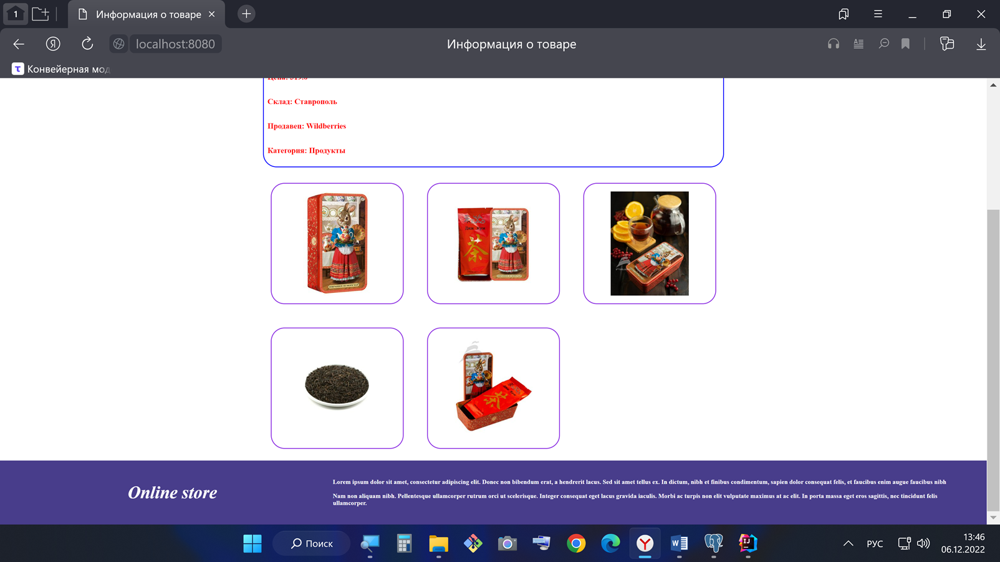 1
Информация о товаре
localhost:8080
Информация о товаре
Конвейерная мод
Цена: 519.0
Склад: Ставрополь
Продавец: Wildberries
Категория: Продукты
Online store
Lorem ipsum dolor sit amet, consectetur adipiscing elit. Donec non bibendum erat, a hendrerit lacus. Sed sit amet tellus ex. In dictum, nibh et finibus condimentum, sapien dolor consequat felis, et faucibus enim augue faucibus nibh
Nam non aliquam nibh. Pellentesque ullamcorper rutrum orci ut scelerisque. Integer consequat eget lacus gravida iaculis. Morbi ac turpis non elit vulputate maximus at ac elit. In porta massa eget eros sagittis, nec tincidunt felis
ullamcorper.
Поиск
РУС
13:46
06.12.2022